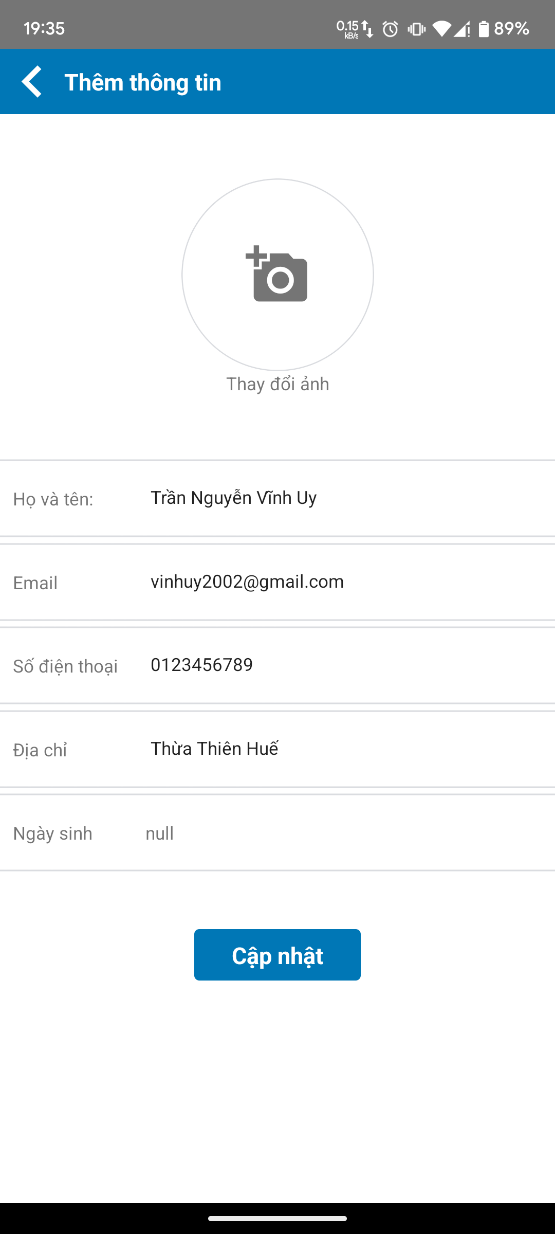 19:35
0.15 kB/s 89%
Thêm thông tin
Thay đổi ảnh
Họ và tên: Trần Nguyễn Vĩnh Uy
Email vinhuy2002@gmail.com
Số điện thoại 0123456789
Địa chỉ Thừa Thiên Huế
Ngày sinh null
Cập nhật